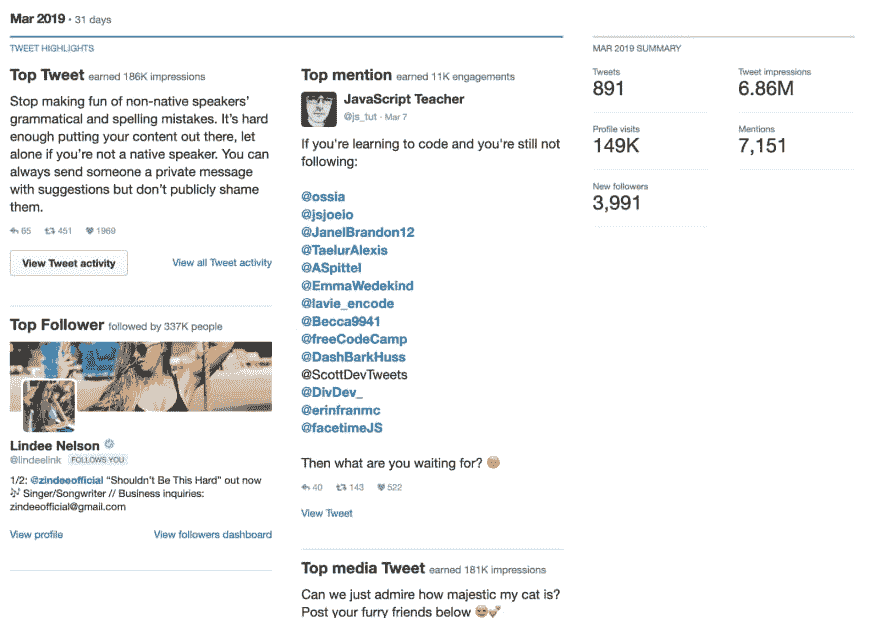 Mar 2019 · 31 days
TWEET HIGHLIGHTS
Top Tweet earned 186K impressions
Stop making fun of non-native speakers'
grammatical and spelling mistakes. It's hard
enough putting your content out there, let
alone if you're not a native speaker. You can
always send someone a private message
with suggestions but don't publicly shame
them.
65 451 1969
View Tweet activity
View all Tweet activity
Top Follower followed by 337K people
Lindee Nelson
@lindeelink FOLLOWS YOU
1/2: @zindeeofficial “Shouldn't Be This Hard” out now
🎶 Singer/Songwriter // Business inquiries:
zindeeofficial@gmail.com
View profile
View followers dashboard
Top mention earned 11K engagements
JavaScript Teacher
@js_tut · Mar 7
If you're learning to code and you're still not
following:
@ossia
@jsjoeio
@JanelBrandon12
@TaelurAlexis
@ASpittel
@EmmaWedekind
@lavie_encode
@Becca9941
@freeCodeCamp
@DashBarkHuss
@ScottDevTweets
@DivDev_
@erinfranmc
@facetimeJS
Then what are you waiting for?
40 143 522
View Tweet
Top media Tweet earned 181K impressions
Can we just admire how majestic my cat is?
Post your furry friends below
MAR 2019 SUMMARY
Tweets
891
Tweet impressions
6.86M
Profile visits
149K
Mentions
7,151
New followers
3,991